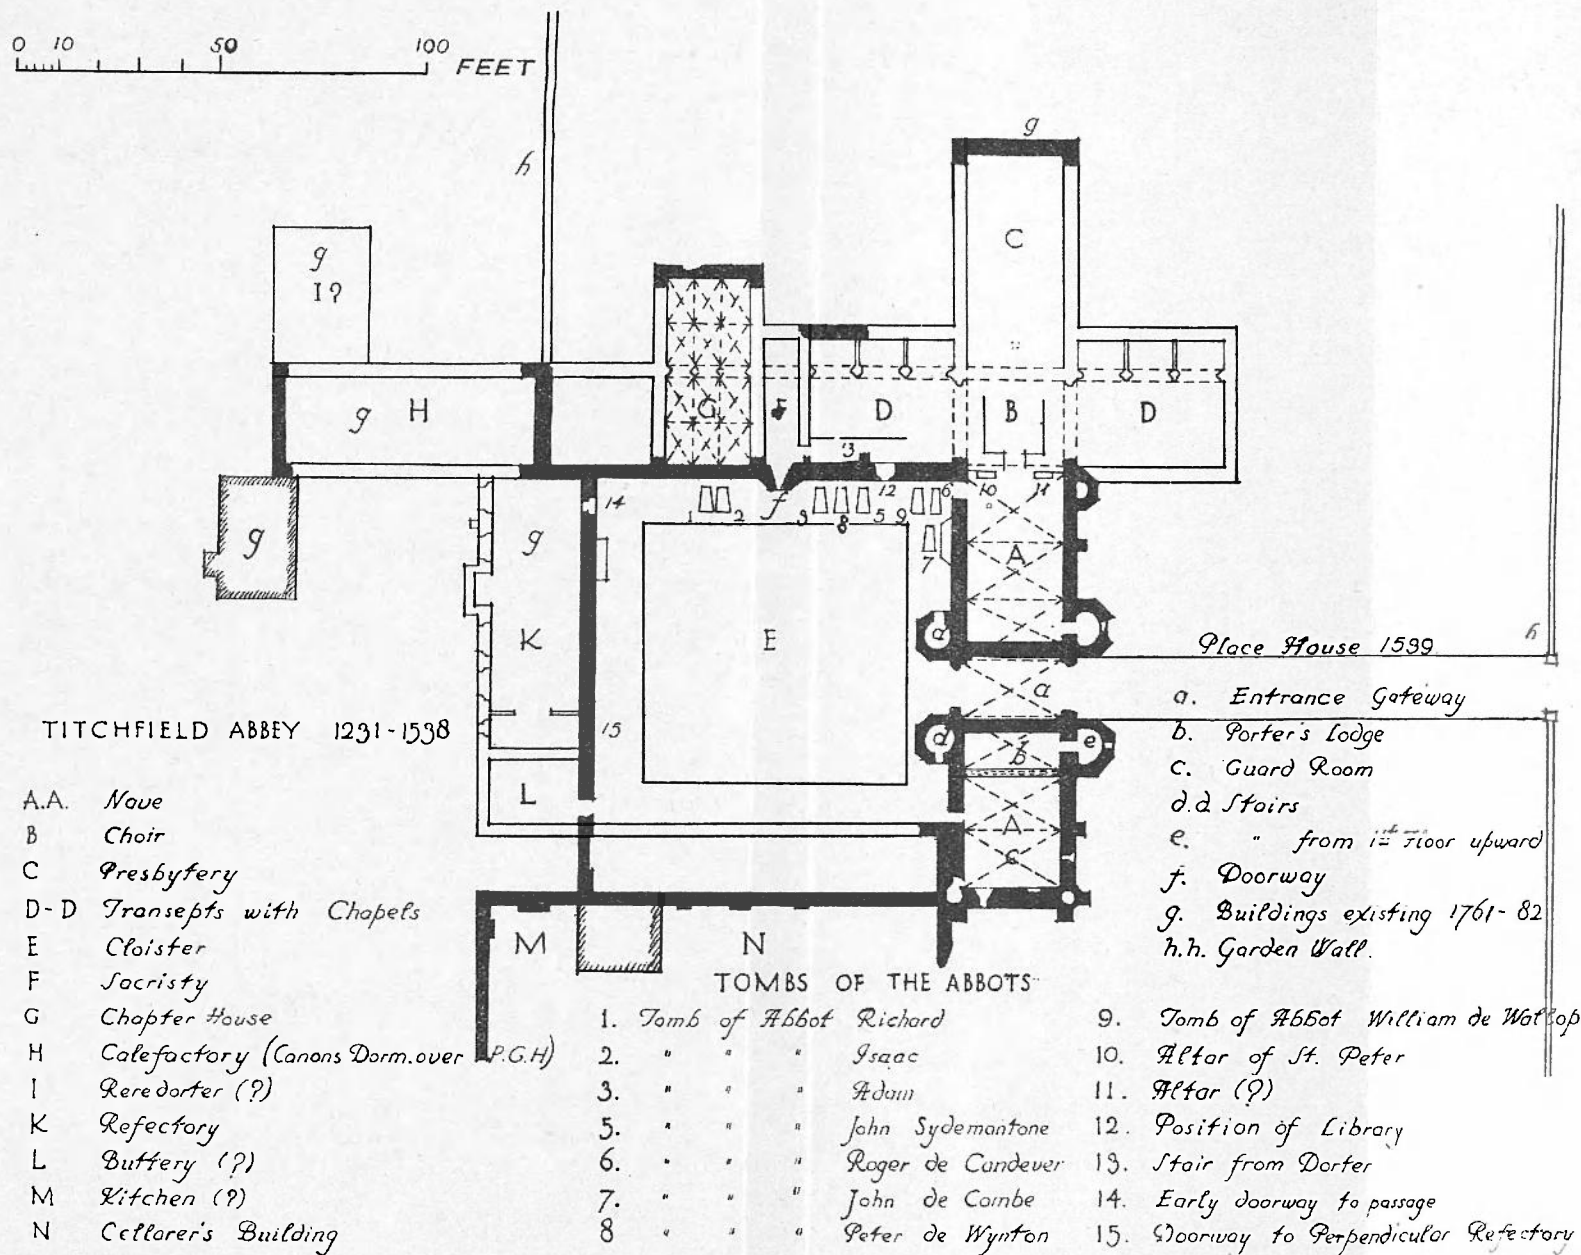 0 10 50 100 FEET
g
h
C
g
I ?
g H
G
F
D
B
D
13
12
6
10
11
14
1
2
f
3
8
5
9
7
g
g
A
E
d
K
Place House 1539
h
a
a. Entrance Gateway
TITCHFIELD ABBEY 1231-1538
15
d
b
e
b. Porter's Lodge
c. Guard Room
L
A
c
A.A. Nave
d.d Stairs
B Choir
e. " from 1st Floor upward
C Presbytery
f. Doorway
D-D Transepts with Chapels
g. Buildings existing 1761-82
E Cloister
M
N
h.h. Garden Wall.
F Sacristy
G Chapter House
H Calefactory (Canons Dorm. over F.G.H)
I Reredorter (?)
K Refectory
L Buttery (?)
M Kitchen (?)
N Cellarer's Building
TOMBS OF THE ABBOTS
1. Tomb of Abbot Richard
2. " " " Isaac
3. " " " Adam
5. " " " John Sydemantone
6. " " " Roger de Candever
7. " " " John de Combe
8 " " " Peter de Wynton
9. Tomb of Abbot William de Wallop
10. Altar of St. Peter
11. Altar (?)
12. Position of Library
13. Stair from Dorter
14. Early doorway to passage
15. Doorway to Perpendicular Refectory